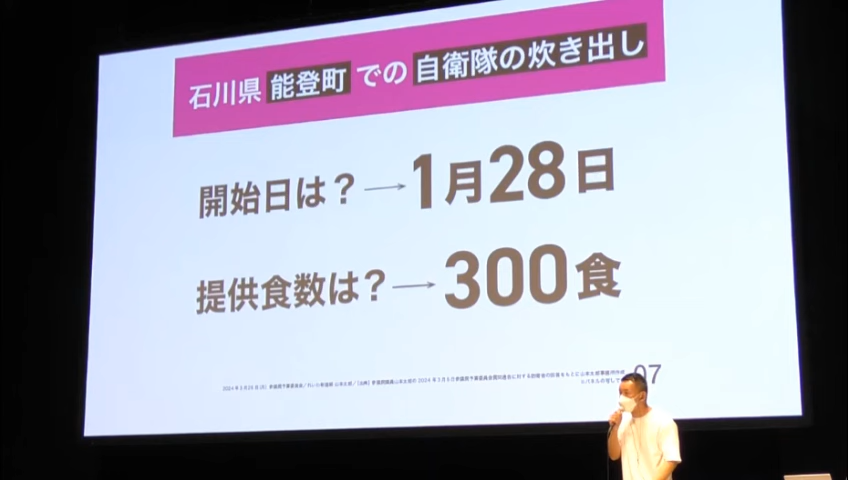 石川県 能登町 での 自衛隊の炊き出し
開始日は？→1月28日
提供食数は？→300食
07